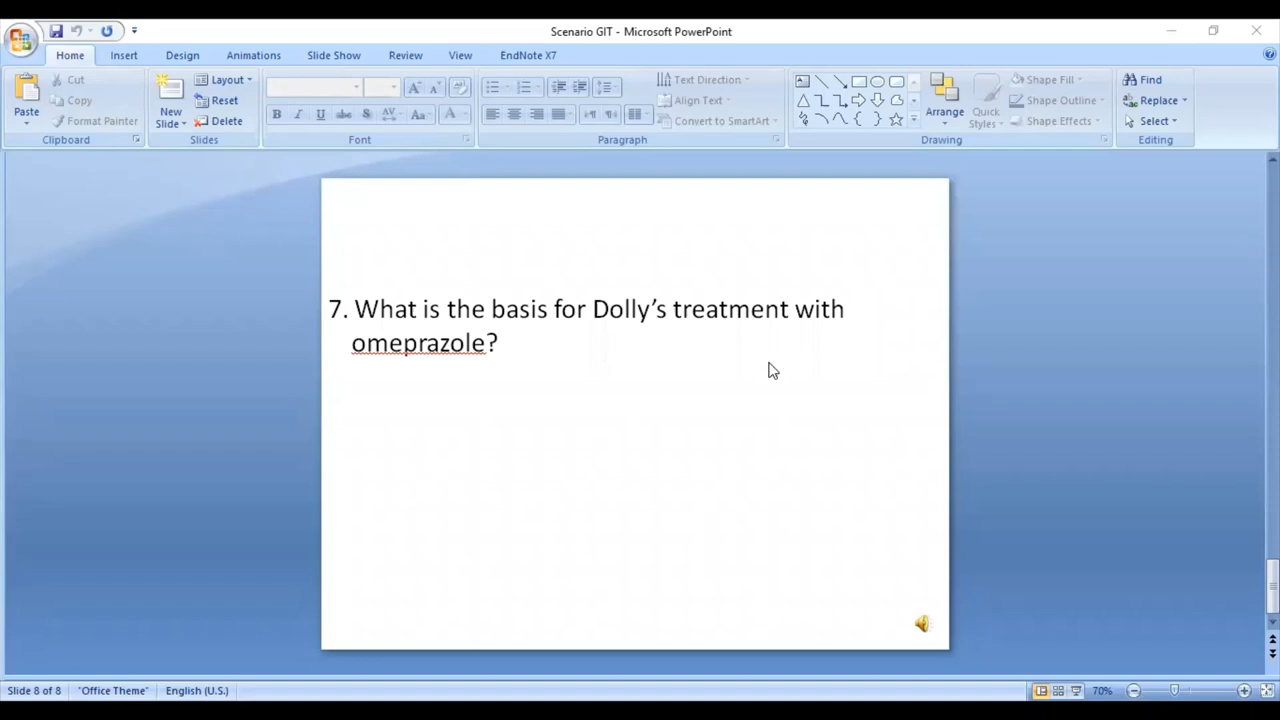 Scenario GIT - Microsoft PowerPoint
Home Insert Design Animations Slide Show Review View EndNote X7
Cut Layout Text Direction Shape Fill Find
Copy Reset Align Text Shape Outline Replace
Paste Format Painter New Slide Delete Convert to SmartArt Arrange Quick Styles Shape Effects Select
B I U abc S AV Aa A
Clipboard Slides Font Paragraph Drawing Editing
7. What is the basis for Dolly's treatment with
omeprazole?
Slide 8 of 8 "Office Theme" English (U.S.) 70%